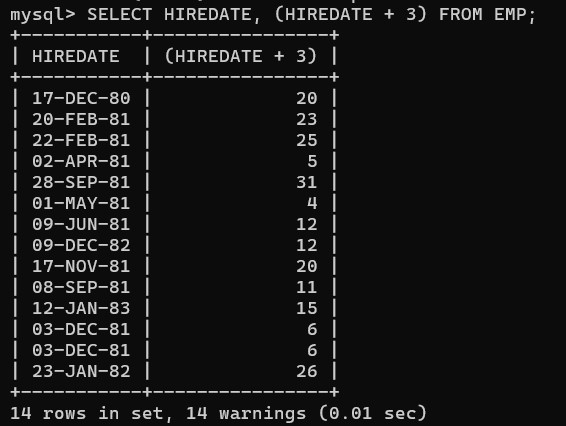 mysql> SELECT HIREDATE, (HIREDATE + 3) FROM EMP;
+-----------+----------------+
| HIREDATE  | (HIREDATE + 3) |
+-----------+----------------+
| 17-DEC-80 |             20 |
| 20-FEB-81 |             23 |
| 22-FEB-81 |             25 |
| 02-APR-81 |              5 |
| 28-SEP-81 |             31 |
| 01-MAY-81 |              4 |
| 09-JUN-81 |             12 |
| 09-DEC-82 |             12 |
| 17-NOV-81 |             20 |
| 08-SEP-81 |             11 |
| 12-JAN-83 |             15 |
| 03-DEC-81 |              6 |
| 03-DEC-81 |              6 |
| 23-JAN-82 |             26 |
+-----------+----------------+
14 rows in set, 14 warnings (0.01 sec)